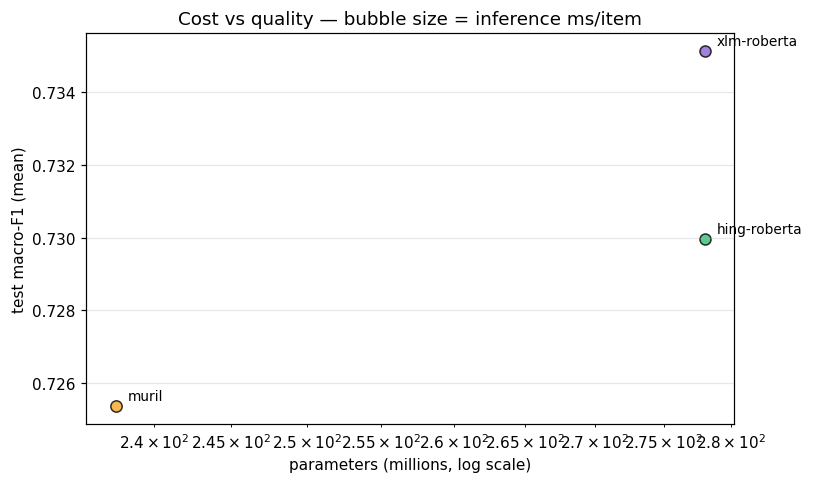 Cost vs quality — bubble size = inference ms/item
xlm-roberta
0.734
0.732
test macro-F1 (mean)
hing-roberta
0.730
0.728
0.726
muril
2.4 × 10² 2.45 × 10² 2.5 × 10² 2.55 × 10² 2.6 × 10² 2.65 × 10² 2.7 × 10² 2.75 × 10² 2.8 × 10²
parameters (millions, log scale)